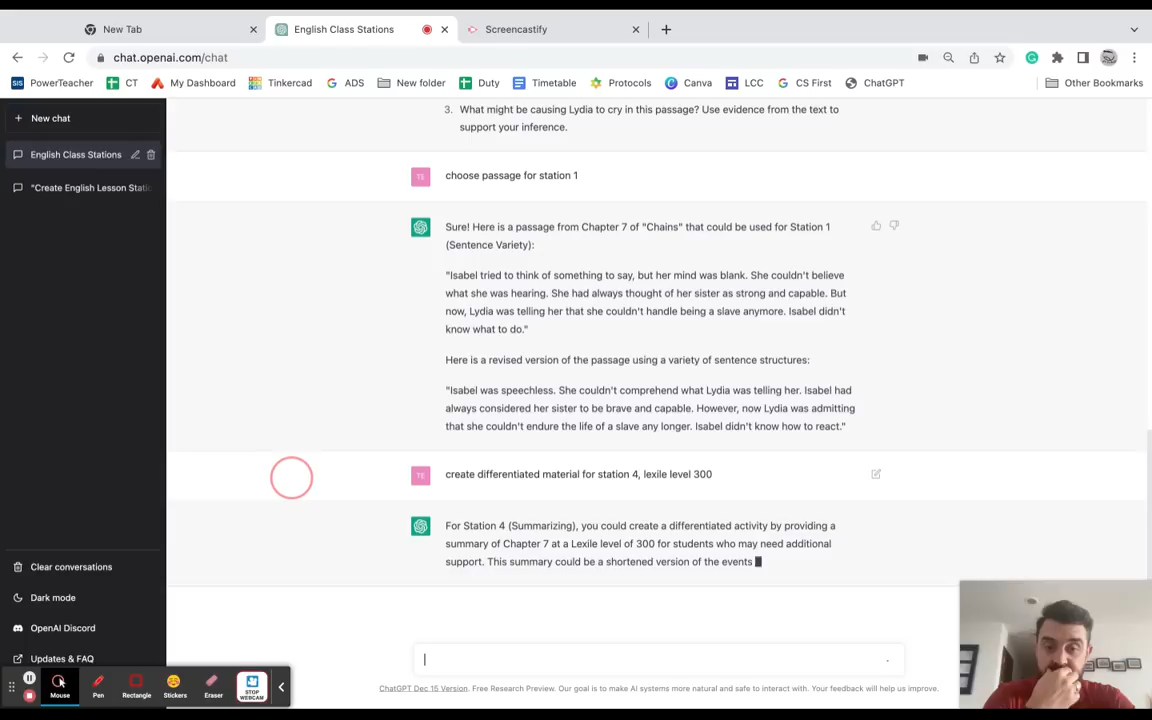 New Tab
English Class Stations
Screencastify
chat.openai.com/chat
SIS PowerTeacher CT My Dashboard Tinkercad ADS New folder Duty Timetable Protocols Canva LCC CS First ChatGPT Other Bookmarks
New chat
English Class Stations
"Create English Lesson Static
3. What might be causing Lydia to cry in this passage? Use evidence from the text to
support your inference.
TE choose passage for station 1
Sure! Here is a passage from Chapter 7 of "Chains" that could be used for Station 1
(Sentence Variety):
"Isabel tried to think of something to say, but her mind was blank. She couldn't believe
what she was hearing. She had always thought of her sister as strong and capable. But
now, Lydia was telling her that she couldn't handle being a slave anymore. Isabel didn't
know what to do."
Here is a revised version of the passage using a variety of sentence structures:
"Isabel was speechless. She couldn't comprehend what Lydia was telling her. Isabel had
always considered her sister to be brave and capable. However, now Lydia was admitting
that she couldn't endure the life of a slave any longer. Isabel didn't know how to react."
TE create differentiated material for station 4, lexile level 300
For Station 4 (Summarizing), you could create a differentiated activity by providing a
summary of Chapter 7 at a Lexile level of 300 for students who may need additional
support. This summary could be a shortened version of the events
Clear conversations
Dark mode
OpenAI Discord
Updates & FAQ
Mouse Pen Rectangle Stickers Eraser STOP WEBCAM
ChatGPT Dec 15 Version. Free Research Preview. Our goal is to make AI systems more natural and safe to interact with. Your feedback will help us improve.